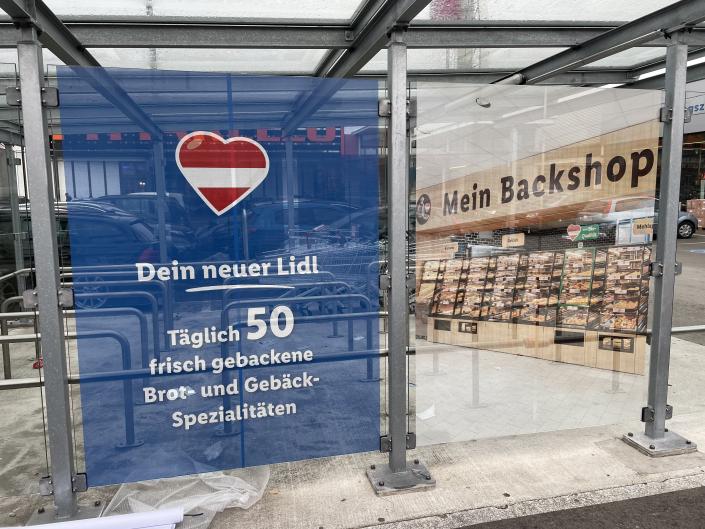 Dein neuer Lidl
Täglich 50
frisch gebackene
Brot- und Gebäck-
Spezialitäten
Mein Backshop